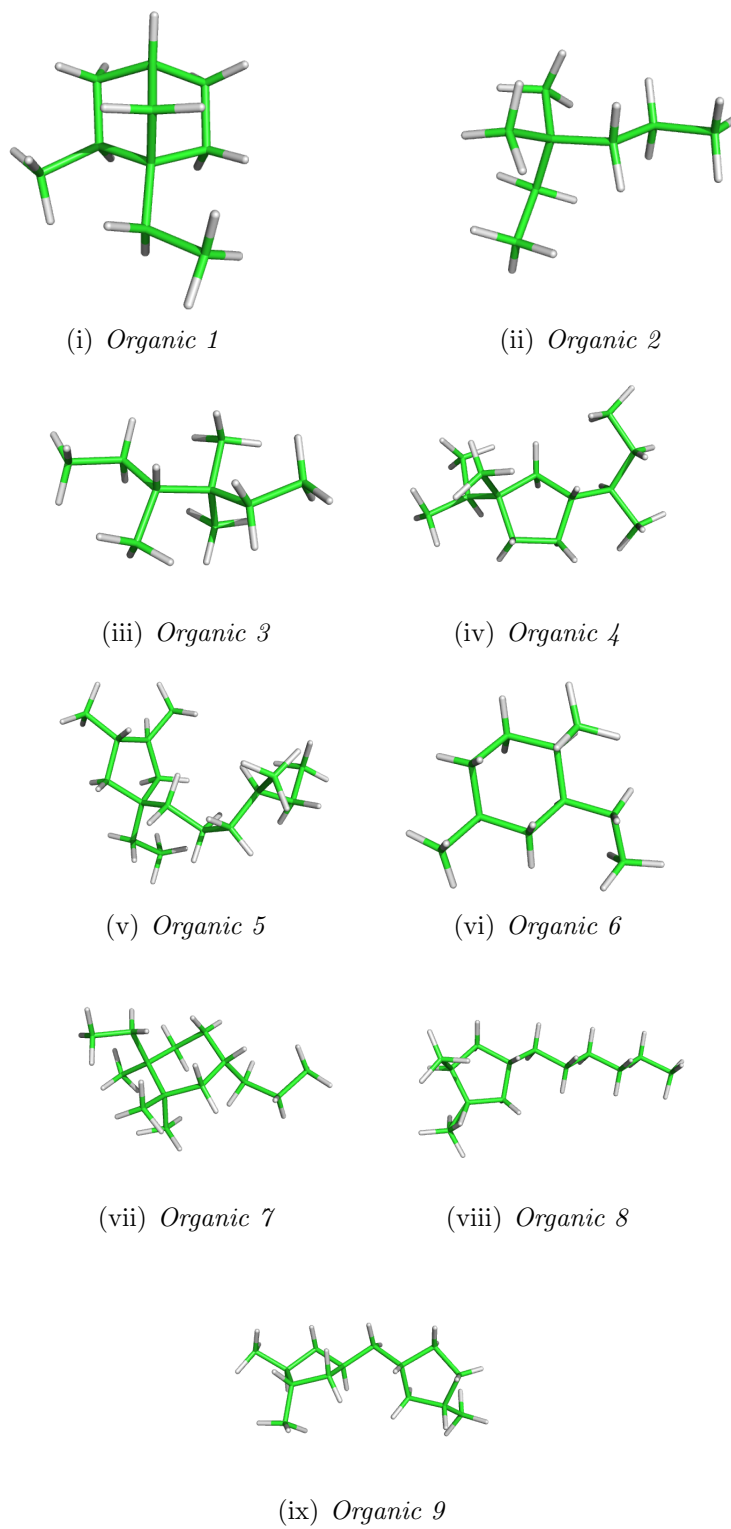 (i) Organic 1
(ii) Organic 2
(iii) Organic 3
(iv) Organic 4
(v) Organic 5
(vi) Organic 6
(vii) Organic 7
(viii) Organic 8
(ix) Organic 9